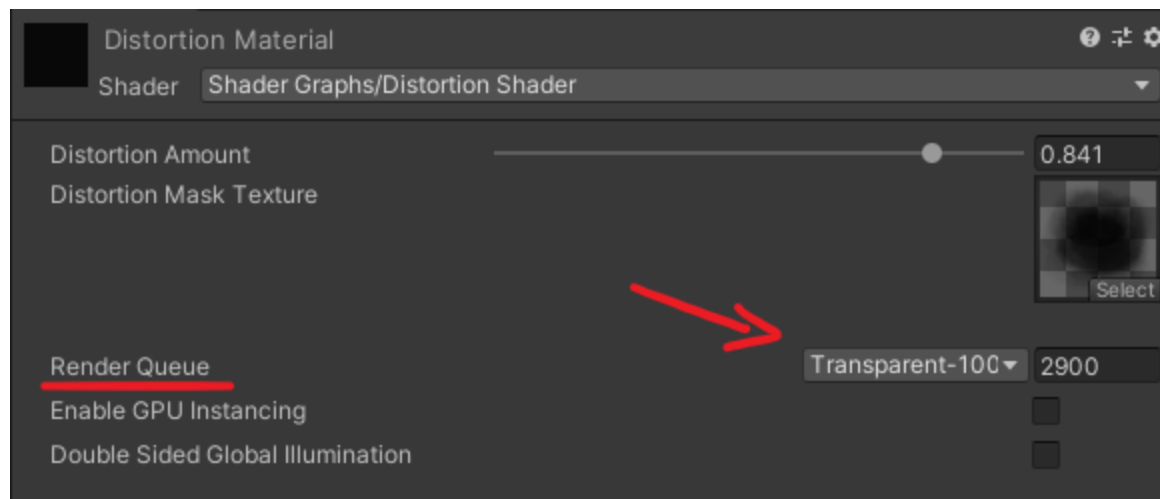 Distortion Material
Shader Shader Graphs/Distortion Shader
Distortion Amount 0.841
Distortion Mask Texture
Select
Render Queue Transparent-100 2900
Enable GPU Instancing
Double Sided Global Illumination